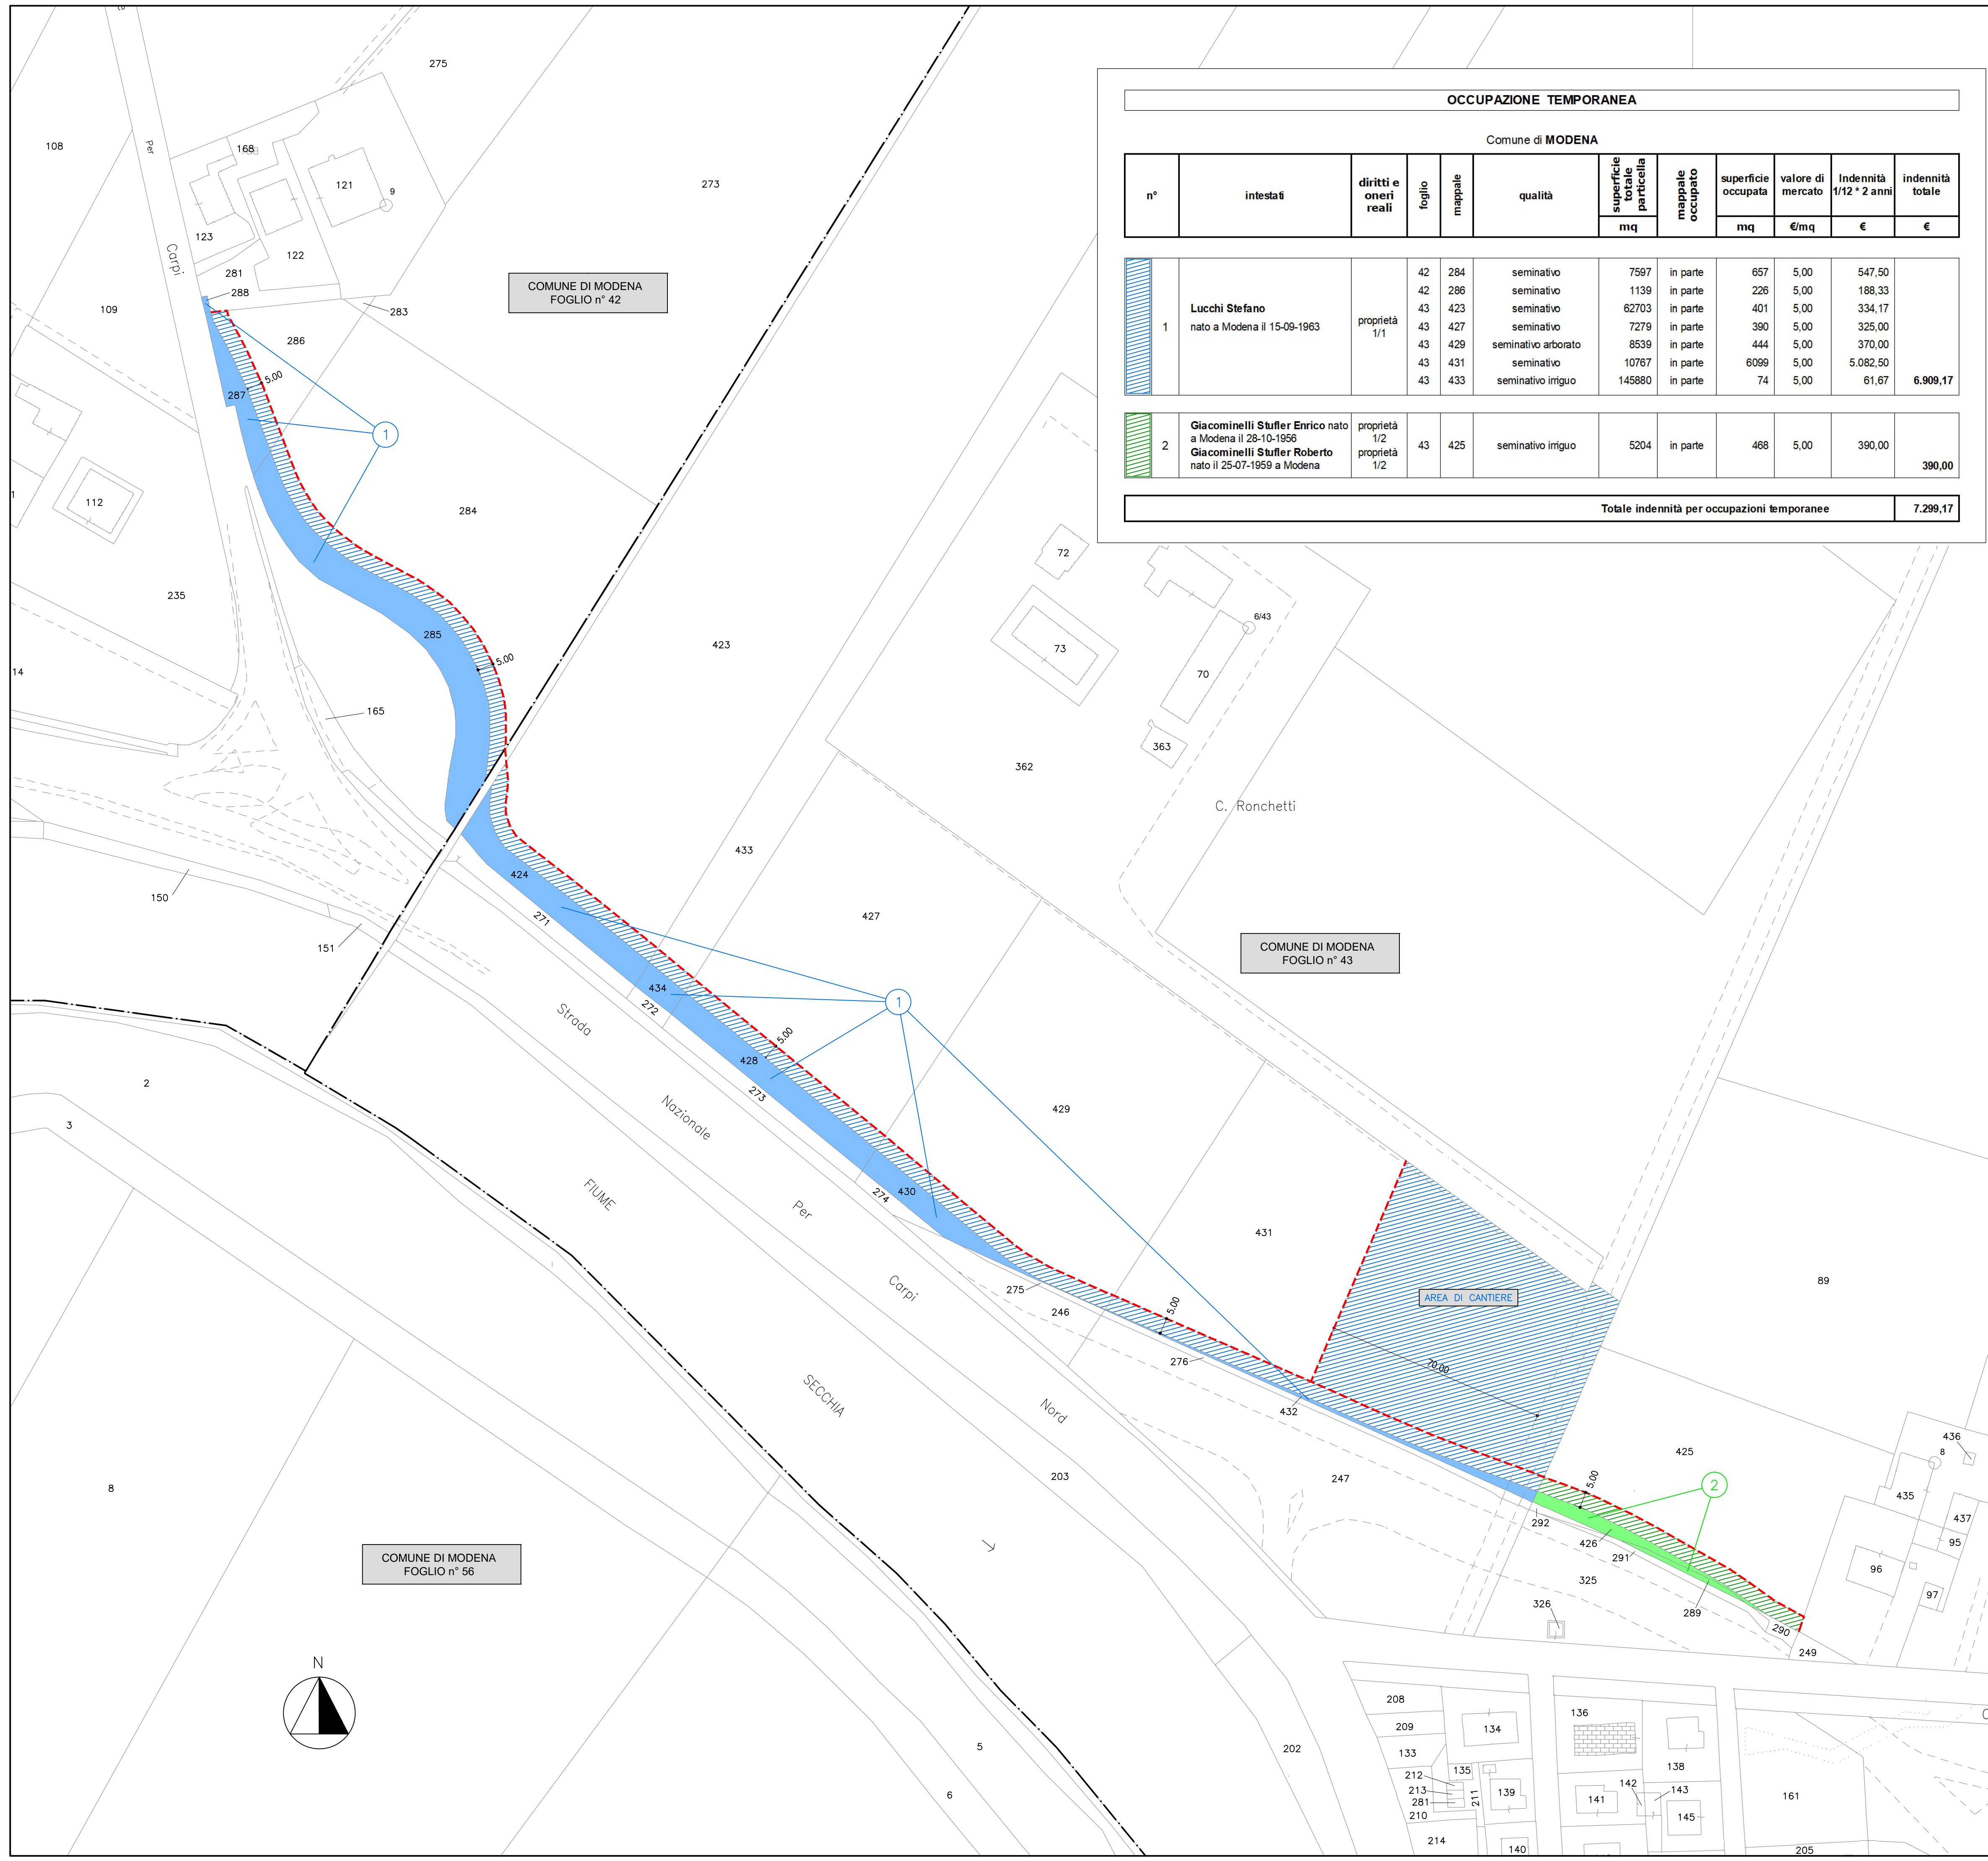 OCCUPAZIONE TEMPORANEA
Comune di MODENA
n° intestati diritti e oneri reali foglio mappale qualità superficie totale particella mappale occupato superficie occupata valore di mercato Indennità 1/12 * 2 anni indennità totale
mq mq €/mq € €
1 Lucchi Stefano nato a Modena il 15-09-1963 proprietà 1/1
42 284 seminativo 7597 in parte 657 5,00 547,50
42 286 seminativo 1139 in parte 226 5,00 188,33
43 423 seminativo 62703 in parte 401 5,00 334,17
43 427 seminativo 7279 in parte 390 5,00 325,00
43 429 seminativo arborato 8539 in parte 444 5,00 370,00
43 431 seminativo 10767 in parte 6099 5,00 5.082,50
43 433 seminativo irriguo 145880 in parte 74 5,00 61,67 6.909,17
2 Giacominelli Stufler Enrico nato a Modena il 28-10-1956 proprietà 1/2
Giacominelli Stufler Roberto nato il 25-07-1959 a Modena proprietà 1/2
43 425 seminativo irriguo 5204 in parte 468 5,00 390,00 390,00
Totale indennità per occupazioni temporanee 7.299,17
275
108
Per
168
121
9
273
123
Carpi
122
281
288
COMUNE DI MODENA
FOGLIO n° 42
109
283
286
287
5.00
1
112
1
284
72
235
6/43
285
5.00
423
73
70
14
165
363
362
C. Ronchetti
433
424
150
427
271
151
COMUNE DI MODENA
FOGLIO n° 43
434
1
272
Strada
5.00
428
2
273
429
Nazionale
3
FIUME
430
274
Per
431
89
Carpi
275
AREA DI CANTIERE
246
5.00
276
70.00
SECCHIA
432
Nord
436
425
8
203
247
5.00
8
2
435
292
437
426
95
291
COMUNE DI MODENA
FOGLIO n° 56
96
325
97
326
289
290
249
N
208
136
209
134
133
202
5
135
138
212
142
143
213
139
6
281
211
141
161
210
145
214
140
205